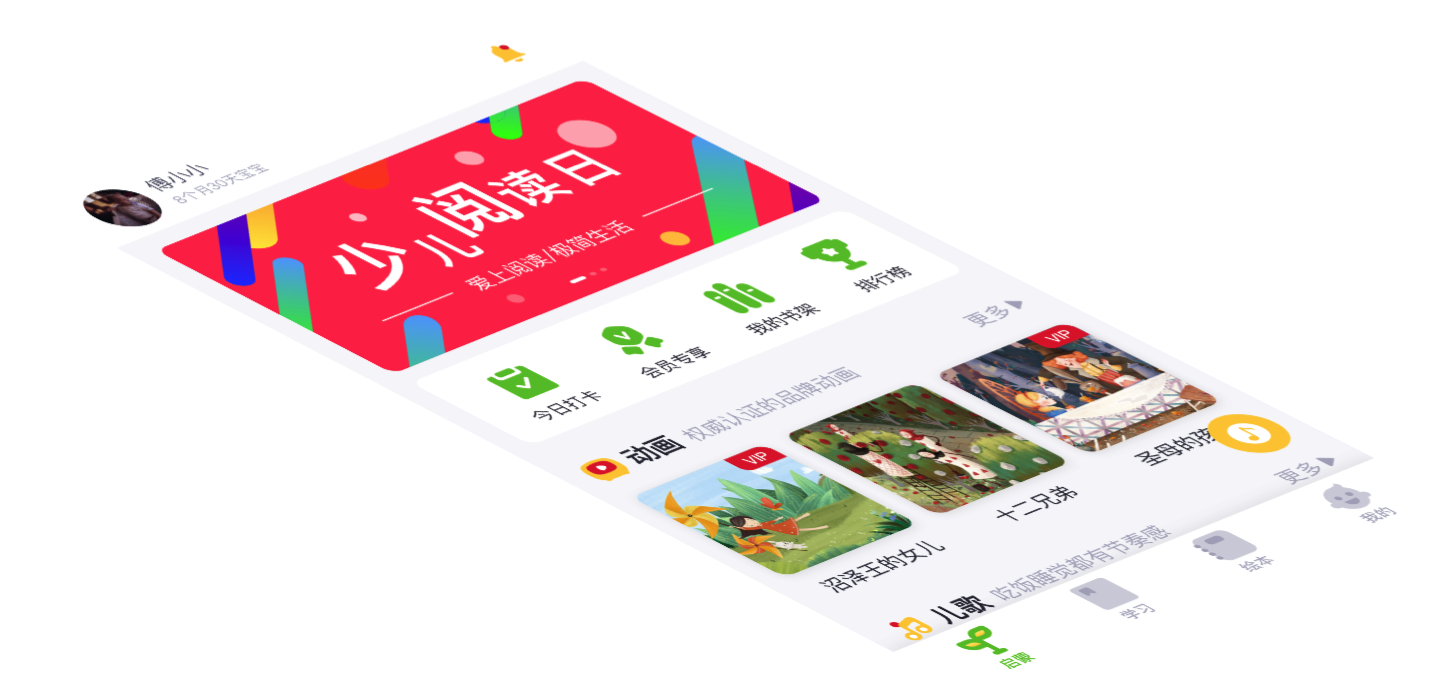 傅小小
8个月30天宝宝
少儿阅读日
爱上阅读/极简生活
今日打卡
会员专享
我的书架
排行榜
动画 权威认证的品牌动画 更多
VIP
VIP
沼泽王的女儿
十二兄弟
圣母的孩
儿歌 吃饭睡觉都有节奏感 更多
启蒙
学习
绘本
我的